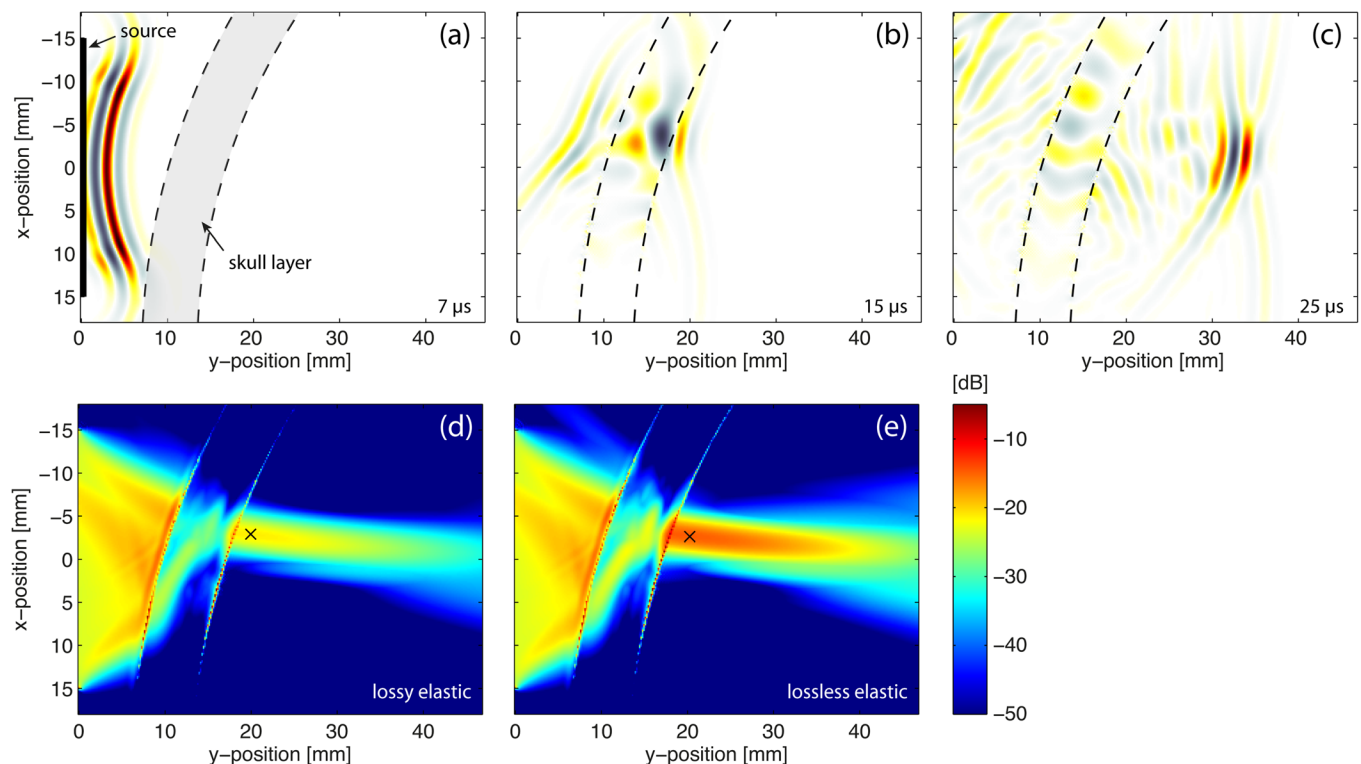 (a)
source
skull layer
7 µs
−15
−10
−5
0
5
10
15
x−position [mm]
0
10
20
30
40
y−position [mm]
(b)
15 µs
0
10
20
30
40
y−position [mm]
(c)
25 µs
0
10
20
30
40
y−position [mm]
(d)
lossy elastic
−15
−10
−5
0
5
10
15
x−position [mm]
0
10
20
30
40
y−position [mm]
(e)
lossless elastic
0
10
20
30
40
y−position [mm]
[dB]
−10
−20
−30
−40
−50